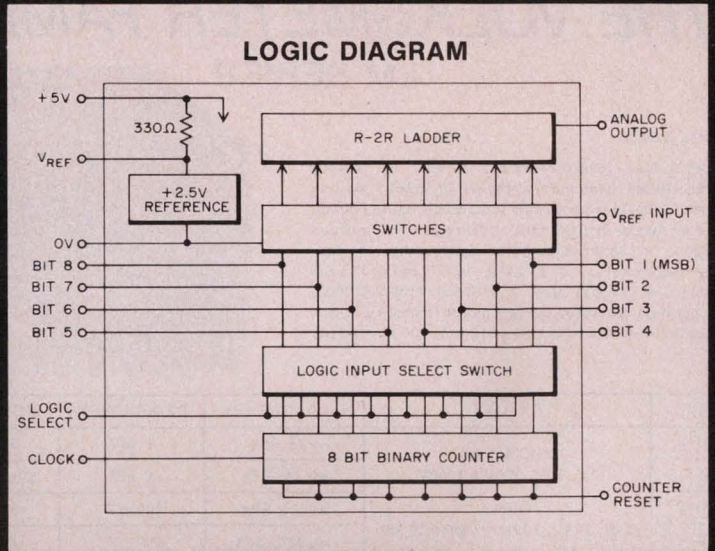 LOGIC DIAGRAM
+5V
330Ω
R-2R LADDER
ANALOG
OUTPUT
VREF
+2.5V
REFERENCE
SWITCHES
VREF INPUT
0V
BIT 8
BIT 1 (MSB)
BIT 7
BIT 2
BIT 6
BIT 3
BIT 5
BIT 4
LOGIC INPUT SELECT SWITCH
LOGIC
SELECT
CLOCK
8 BIT BINARY COUNTER
COUNTER
RESET